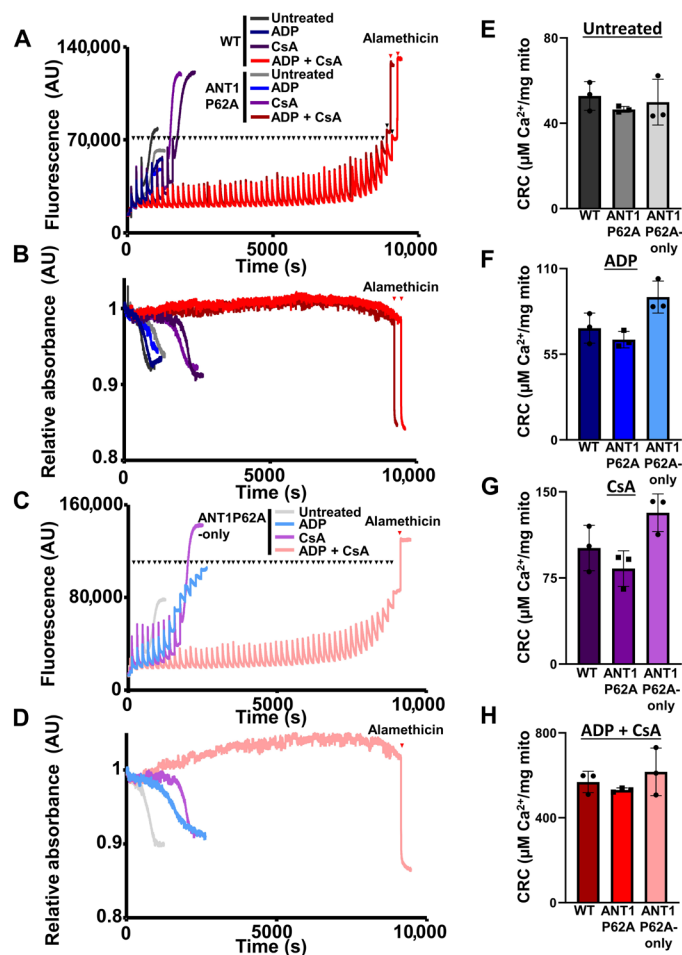 A
Fluorescence (AU)
140,000
70,000
0
0
5000
10,000
Time (s)
WT
Untreated
ADP
CsA
ADP + CsA
ANT1
P62A
Untreated
ADP
CsA
ADP + CsA
Alamethicin
B
Relative absorbance (AU)
1
0.9
0.8
0
5000
10,000
Time (s)
Alamethicin
C
Fluorescence (AU)
160,000
80,000
0
0
5000
10,000
Time (s)
ANT1P62A
-only
Untreated
ADP
CsA
ADP + CsA
Alamethicin
D
Relative absorbance (AU)
1
0.9
0.8
0
5000
10,000
Time (s)
Alamethicin
E
Untreated
CRC (µM Ca²⁺/mg mito
80
40
0
WT
ANT1
P62A
ANT1
P62A-
only
F
ADP
CRC (µM Ca²⁺/mg mito
110
55
0
WT
ANT1
P62A
ANT1
P62A-
only
G
CsA
CRC (µM Ca²⁺/mg mito
150
75
0
WT
ANT1
P62A
ANT1
P62A-
only
H
ADP + CsA
CRC (µM Ca²⁺/mg mito
800
400
0
WT
ANT1
P62A
ANT1
P62A-
only